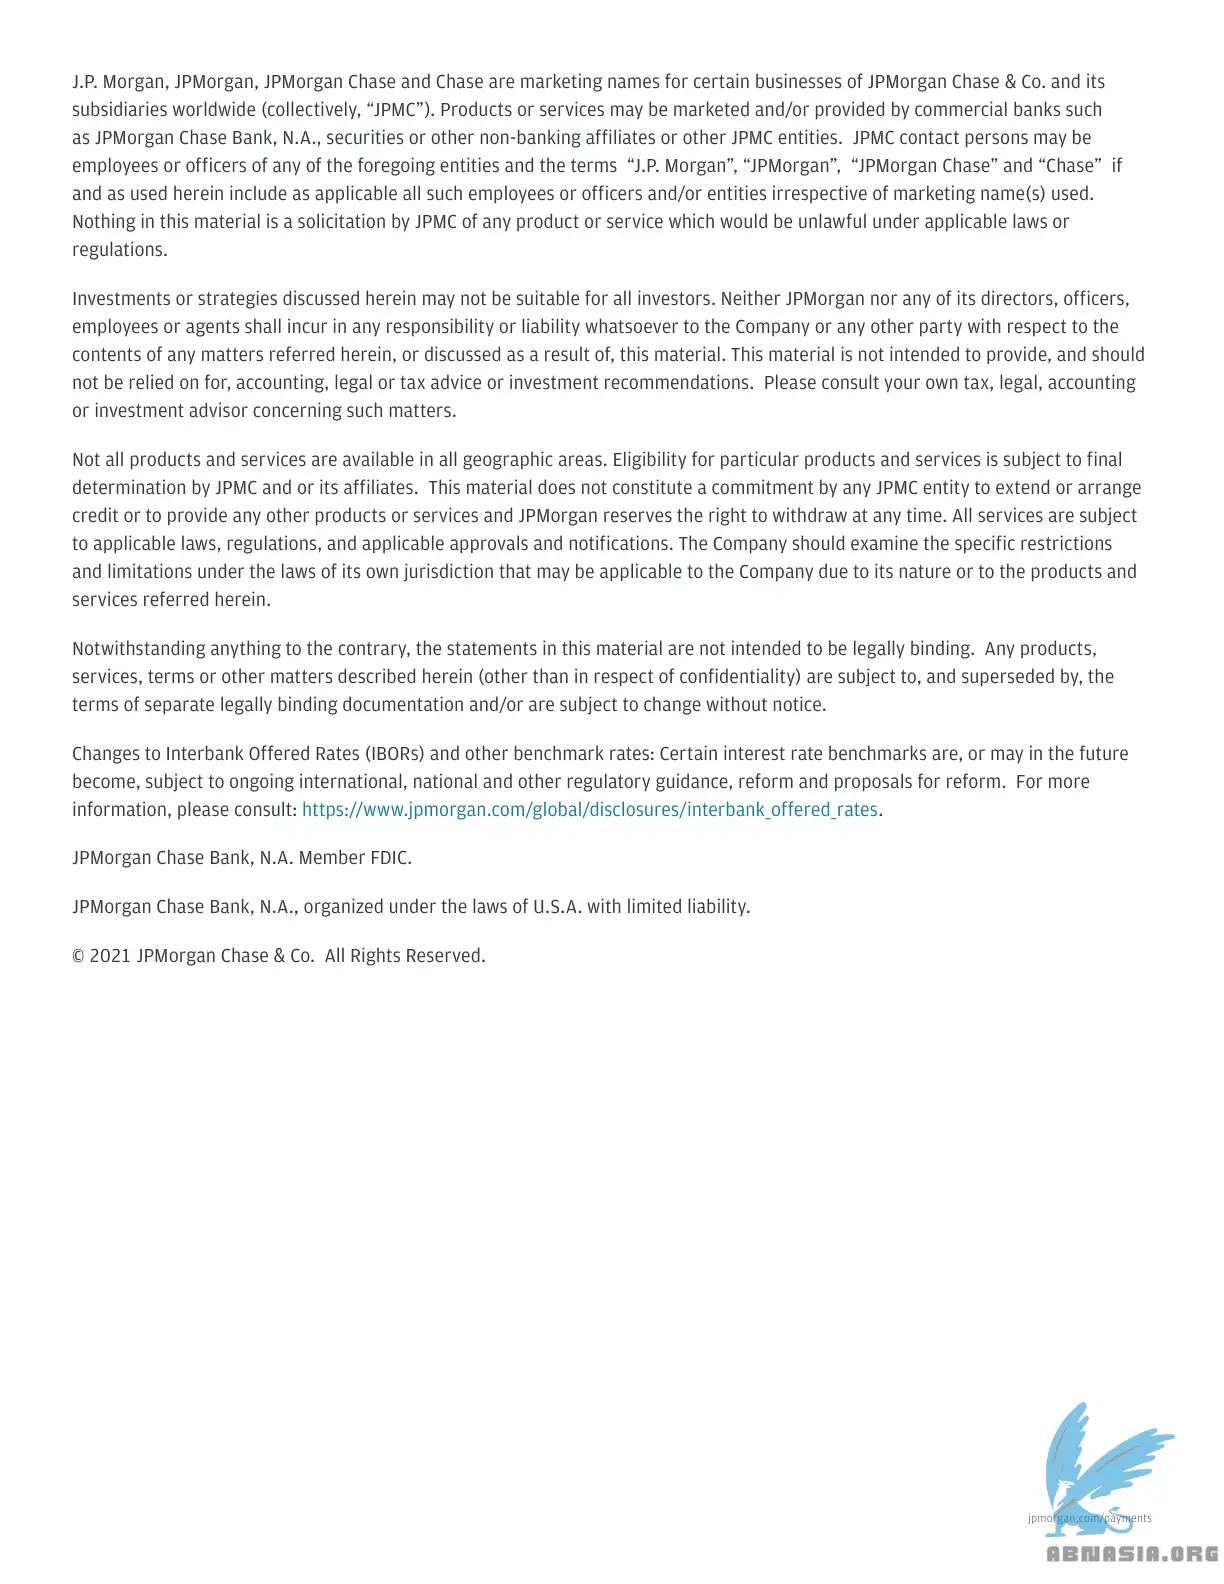 J.P. Morgan, JPMorgan, JPMorgan Chase and Chase are marketing names for certain businesses of JPMorgan Chase & Co. and its
subsidiaries worldwide (collectively, “JPMC”). Products or services may be marketed and/or provided by commercial banks such
as JPMorgan Chase Bank, N.A., securities or other non-banking affiliates or other JPMC entities.  JPMC contact persons may be
employees or officers of any of the foregoing entities and the terms  “J.P. Morgan”, “JPMorgan”,  “JPMorgan Chase” and “Chase”  if
and as used herein include as applicable all such employees or officers and/or entities irrespective of marketing name(s) used.
Nothing in this material is a solicitation by JPMC of any product or service which would be unlawful under applicable laws or
regulations.
Investments or strategies discussed herein may not be suitable for all investors. Neither JPMorgan nor any of its directors, officers,
employees or agents shall incur in any responsibility or liability whatsoever to the Company or any other party with respect to the
contents of any matters referred herein, or discussed as a result of, this material. This material is not intended to provide, and should
not be relied on for, accounting, legal or tax advice or investment recommendations.  Please consult your own tax, legal, accounting
or investment advisor concerning such matters.
Not all products and services are available in all geographic areas. Eligibility for particular products and services is subject to final
determination by JPMC and or its affiliates.  This material does not constitute a commitment by any JPMC entity to extend or arrange
credit or to provide any other products or services and JPMorgan reserves the right to withdraw at any time. All services are subject
to applicable laws, regulations, and applicable approvals and notifications. The Company should examine the specific restrictions
and limitations under the laws of its own jurisdiction that may be applicable to the Company due to its nature or to the products and
services referred herein.
Notwithstanding anything to the contrary, the statements in this material are not intended to be legally binding.  Any products,
services, terms or other matters described herein (other than in respect of confidentiality) are subject to, and superseded by, the
terms of separate legally binding documentation and/or are subject to change without notice.
Changes to Interbank Offered Rates (IBORs) and other benchmark rates: Certain interest rate benchmarks are, or may in the future
become, subject to ongoing international, national and other regulatory guidance, reform and proposals for reform.  For more
information, please consult: https://www.jpmorgan.com/global/disclosures/interbank_offered_rates.
JPMorgan Chase Bank, N.A. Member FDIC.
JPMorgan Chase Bank, N.A., organized under the laws of U.S.A. with limited liability.
© 2021 JPMorgan Chase & Co.  All Rights Reserved.
jpmorgan.com/payments
ABNASIA.ORG